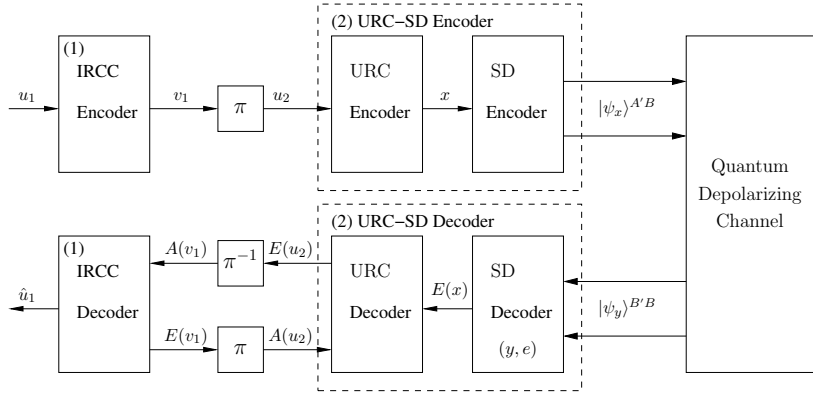 (1)
IRCC
Encoder
u₁
v₁
π
u₂
(2) URC−SD Encoder
URC
Encoder
x
SD
Encoder
|ψₓ⟩^{A′B}
Quantum
Depolarizing
Channel
(1)
IRCC
Decoder
û₁
A(v₁)
π⁻¹
E(u₂)
E(v₁)
π
A(u₂)
(2) URC−SD Decoder
URC
Decoder
E(x)
SD
Decoder
(y, e)
|ψ_y⟩^{B′B}